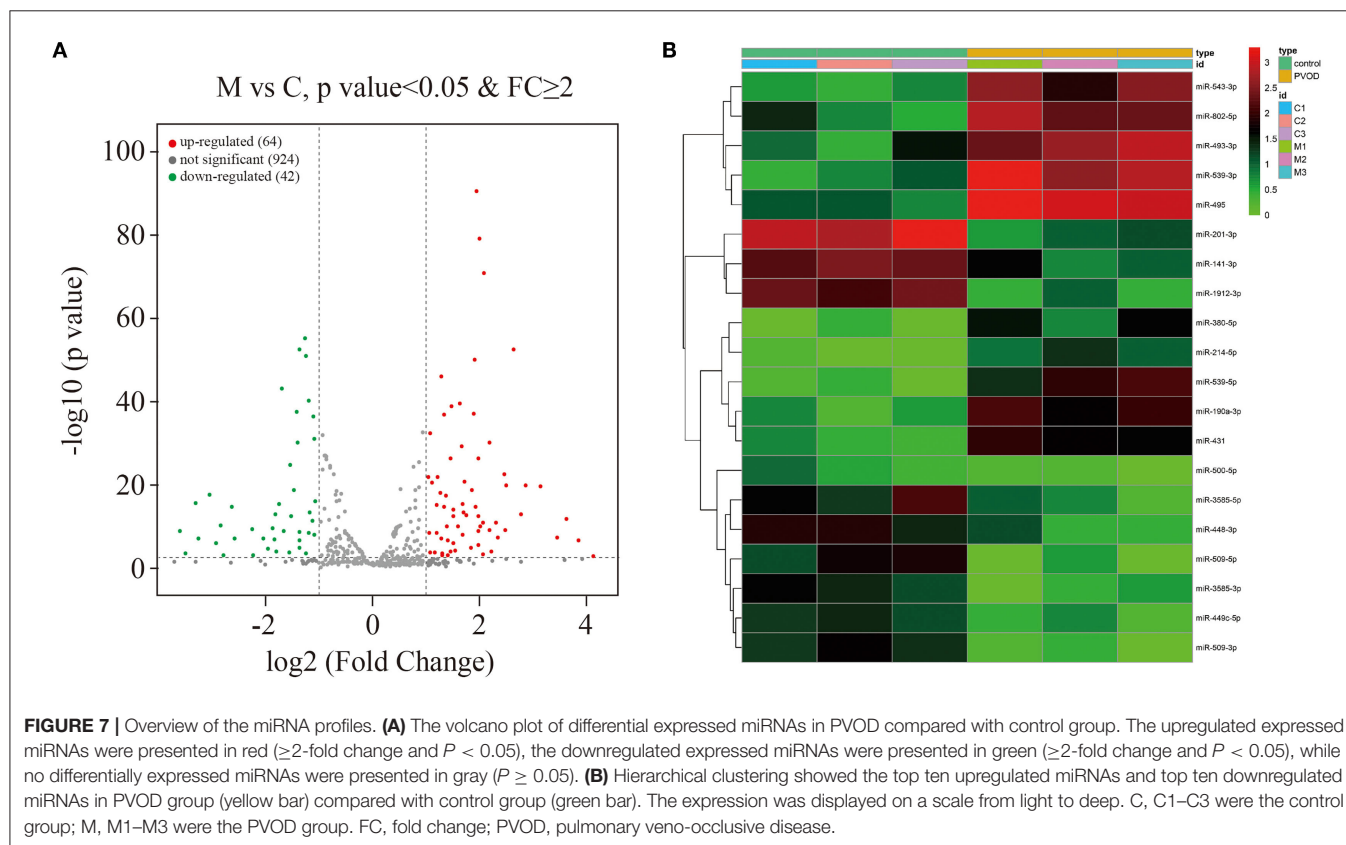 A
M vs C, p value<0.05 & FC≥2
up-regulated (64)
not significant (924)
down-regulated (42)
100
80
60
40
20
0
-log10 (p value)
-2
0
2
4
log2 (Fold Change)
B
type
id
miR-543-3p
miR-802-5p
miR-493-3p
miR-539-3p
miR-495
miR-201-3p
miR-141-3p
miR-1912-3p
miR-380-5p
miR-214-5p
miR-539-5p
miR-190a-3p
miR-431
miR-500-5p
miR-3585-5p
miR-448-3p
miR-509-5p
miR-3585-3p
miR-449c-5p
miR-509-3p
3
2.5
2
1.5
1
0.5
0
type
control
PVOD
id
C1
C2
C3
M1
M2
M3
FIGURE 7 | Overview of the miRNA profiles. (A) The volcano plot of differential expressed miRNAs in PVOD compared with control group. The upregulated expressed
miRNAs were presented in red (≥2-fold change and P < 0.05), the downregulated expressed miRNAs were presented in green (≥2-fold change and P < 0.05), while
no differentially expressed miRNAs were presented in gray (P ≥ 0.05). (B) Hierarchical clustering showed the top ten upregulated miRNAs and top ten downregulated
miRNAs in PVOD group (yellow bar) compared with control group (green bar). The expression was displayed on a scale from light to deep. C, C1–C3 were the control
group; M, M1–M3 were the PVOD group. FC, fold change; PVOD, pulmonary veno-occlusive disease.